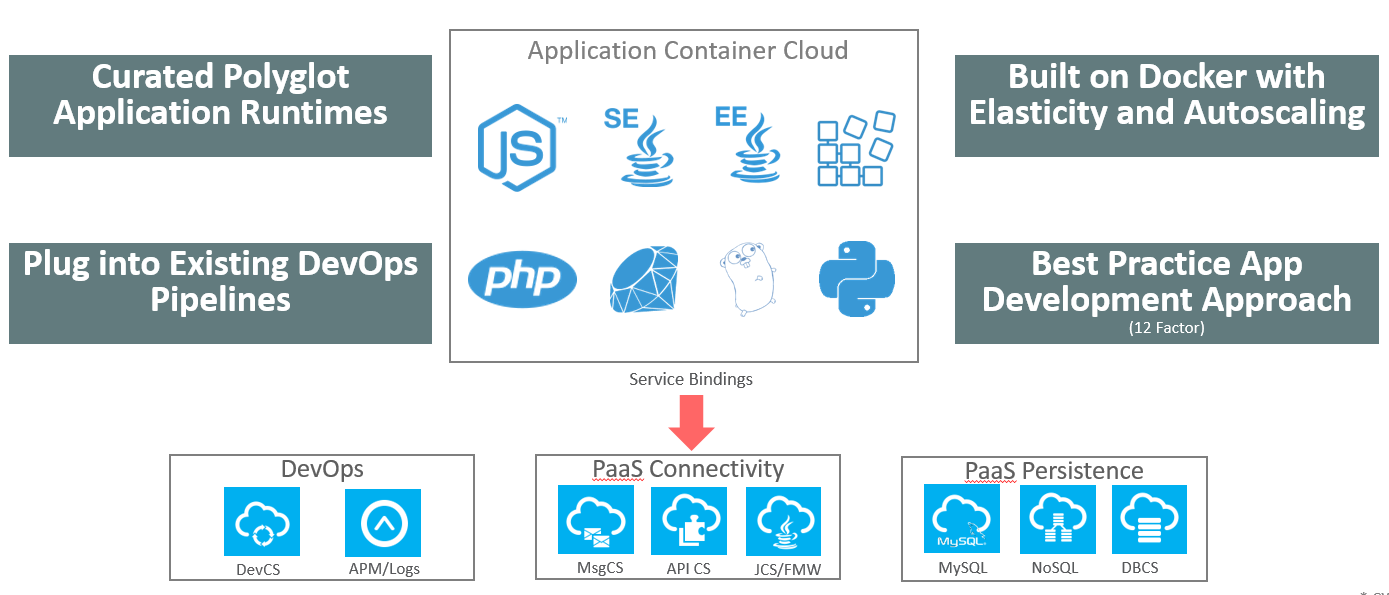 Application Container Cloud
Curated Polyglot
Application Runtimes
Built on Docker with
Elasticity and Autoscaling
JS
TM
SE
EE
Plug into Existing DevOps
Pipelines
php
Best Practice App
Development Approach
(12 Factor)
Service Bindings
DevOps
DevCS
APM/Logs
PaaS Connectivity
MsgCS
API CS
JCS/FMW
PaaS Persistence
MySQL®
MySQL
NoSQL
DBCS